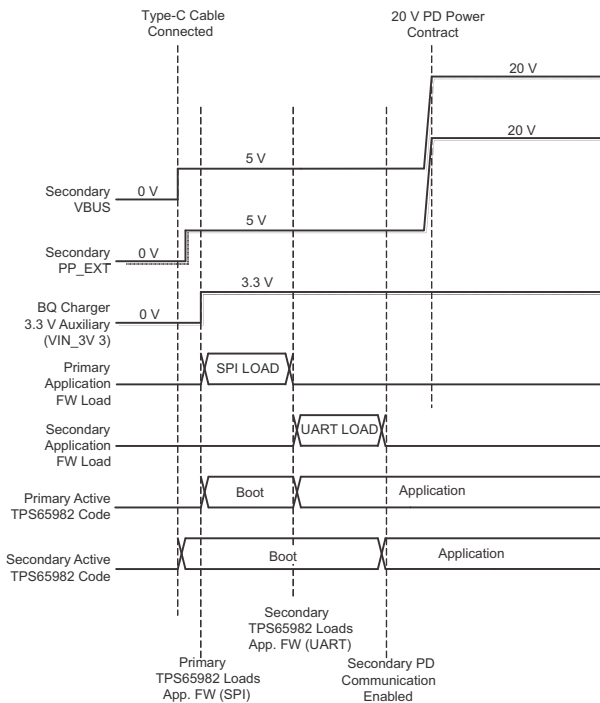 Type-C Cable
Connected
20 V PD Power
Contract
20 V
20 V
5 V
0 V
Secondary
VBUS
5 V
0 V
Secondary
PP_EXT
3.3 V
0 V
BQ Charger
3.3 V Auxiliary
(VIN_3V 3)
Primary
Application
FW Load
SPI LOAD
Secondary
Application
FW Load
UART LOAD
Primary Active
TPS65982 Code
Boot
Application
Secondary Active
TPS65982 Code
Boot
Application
Secondary
TPS65982 Loads
App. FW (UART)
Primary
TPS65982 Loads
App. FW (SPI)
Secondary PD
Communication
Enabled